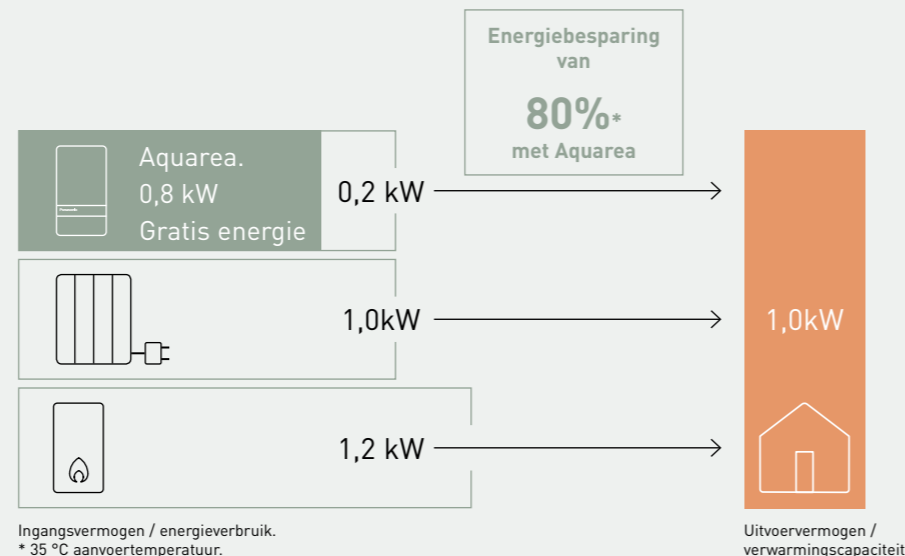 Energiebesparing
van
80%*
met Aquarea
Aquarea.
0,8 kW
Gratis energie
0,2 kW
1,0kW
1,0kW
1,2 kW
Ingangsvermogen / energieverbruik.
* 35 °C aanvoertemperatuur.
Uitvoervermogen /
verwarmingscapaciteit